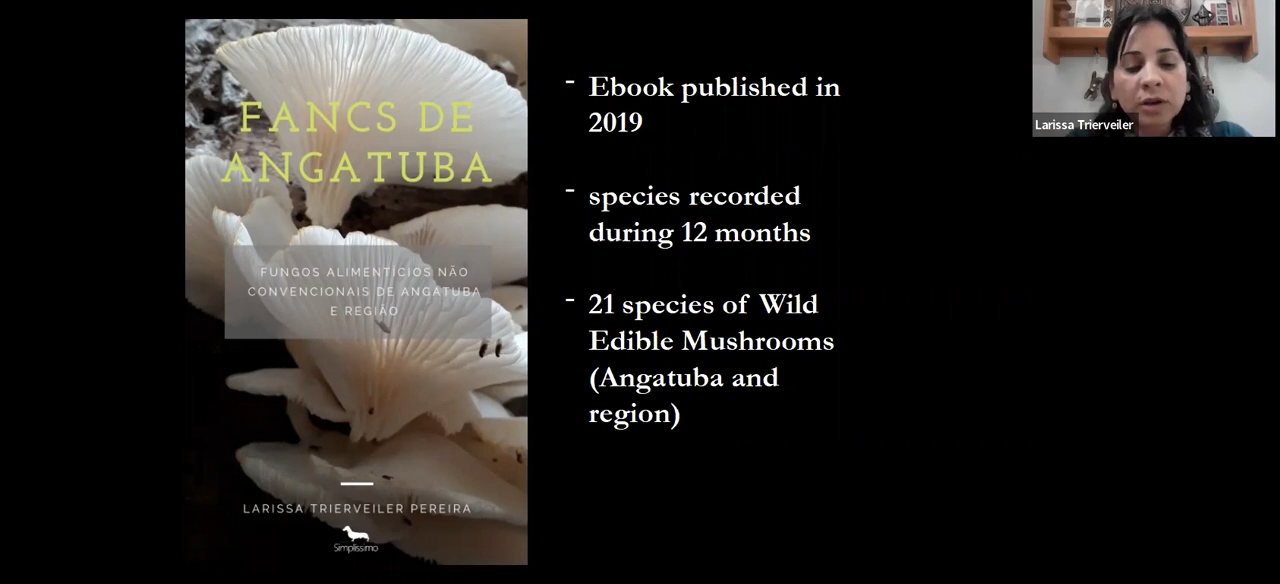 FANCS DE
ANGATUBA
FUNGOS ALIMENTÍCIOS NÃO
CONVENCIONAIS DE ANGATUBA
E REGIÃO
LARISSA TRIERVEILER PEREIRA
Simplíssimo
- Ebook published in
2019
- species recorded
during 12 months
- 21 species of Wild
Edible Mushrooms
(Angatuba and
region)
Larissa Trierveiler